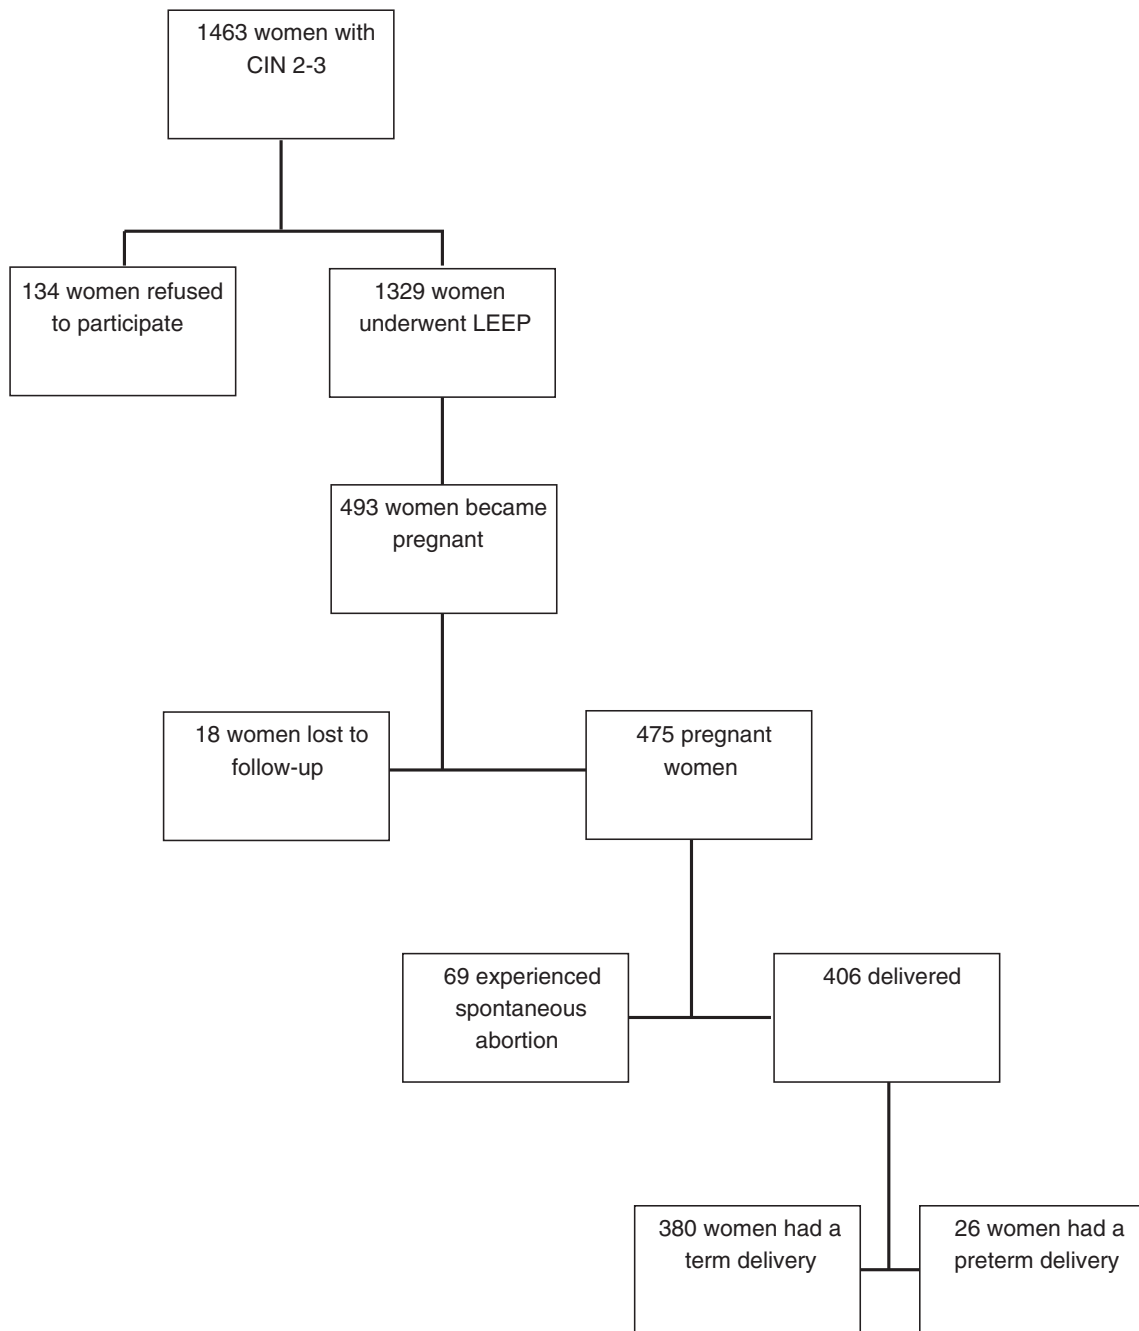 1463 women with
CIN 2-3
134 women refused
to participate
1329 women
underwent LEEP
493 women became
pregnant
18 women lost to
follow-up
475 pregnant
women
69 experienced
spontaneous
abortion
406 delivered
380 women had a
term delivery
26 women had a
preterm delivery